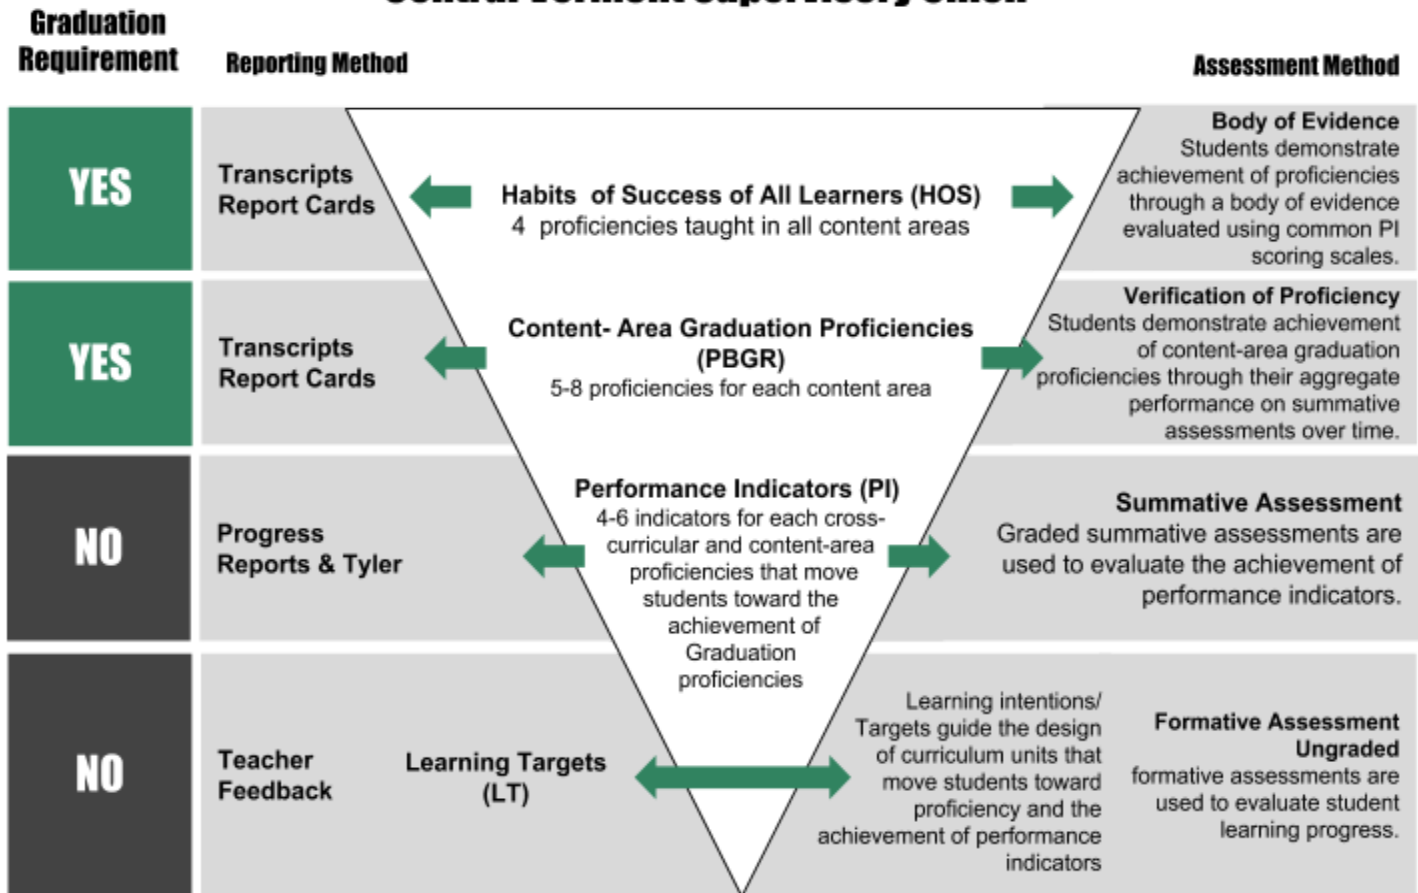 Central Vermont Supervisory Union
Graduation
Requirement
Reporting Method
Assessment Method
YES
Transcripts
Report Cards
Habits of Success of All Learners (HOS)
4 proficiencies taught in all content areas
Body of Evidence
Students demonstrate
achievement of proficiencies
through a body of evidence
evaluated using common PI
scoring scales.
YES
Transcripts
Report Cards
Content- Area Graduation Proficiencies
(PBGR)
5-8 proficiencies for each content area
Verification of Proficiency
Students demonstrate achievement
of content-area graduation
proficiencies through their aggregate
performance on summative
assessments over time.
NO
Progress
Reports & Tyler
Performance Indicators (PI)
4-6 indicators for each cross-
curricular and content-area
proficiencies that move
students toward the
achievement of
Graduation
proficiencies
Summative Assessment
Graded summative assessments are
used to evaluate the achievement of
performance indicators.
NO
Teacher
Feedback
Learning Targets
(LT)
Learning intentions/
Targets guide the design
of curriculum units that
move students toward
proficiency and the
achievement of performance
indicators
Formative Assessment
Ungraded
formative assessments are
used to evaluate student
learning progress.